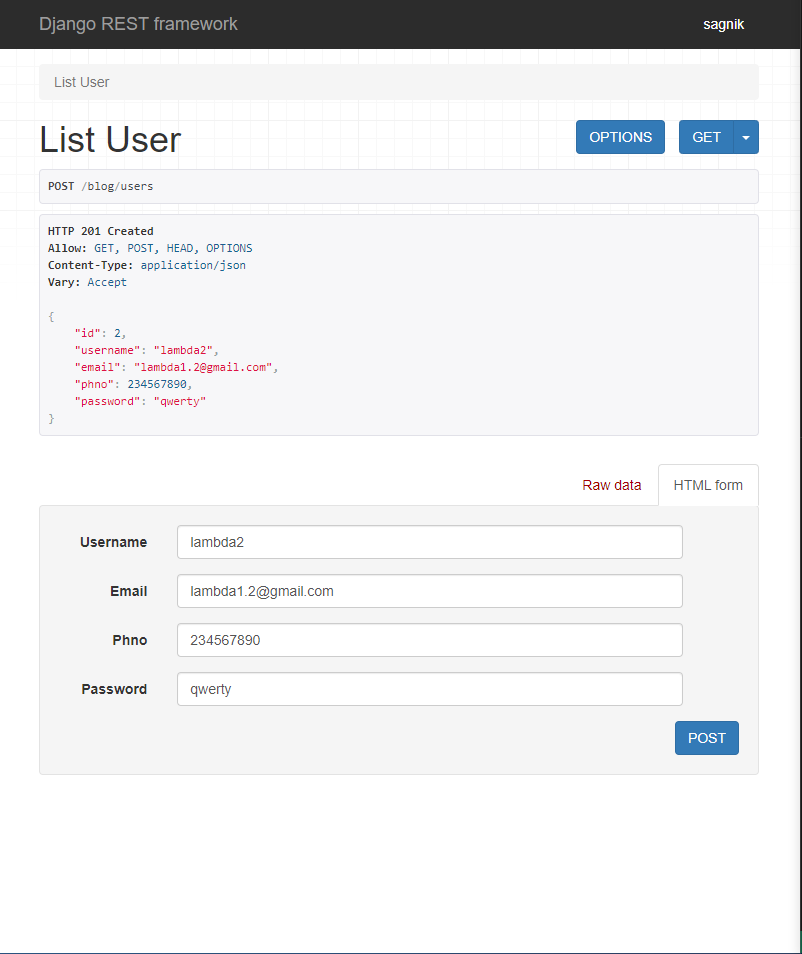 Django REST framework
sagnik
List User
List User
OPTIONS
GET
POST /blog/users
HTTP 201 Created
Allow: GET, POST, HEAD, OPTIONS
Content-Type: application/json
Vary: Accept
{
    "id": 2,
    "username": "lambda2",
    "email": "lambda1.2@gmail.com",
    "phno": 234567890,
    "password": "qwerty"
}
Raw data
HTML form
Username lambda2
Email lambda1.2@gmail.com
Phno 234567890
Password qwerty
POST